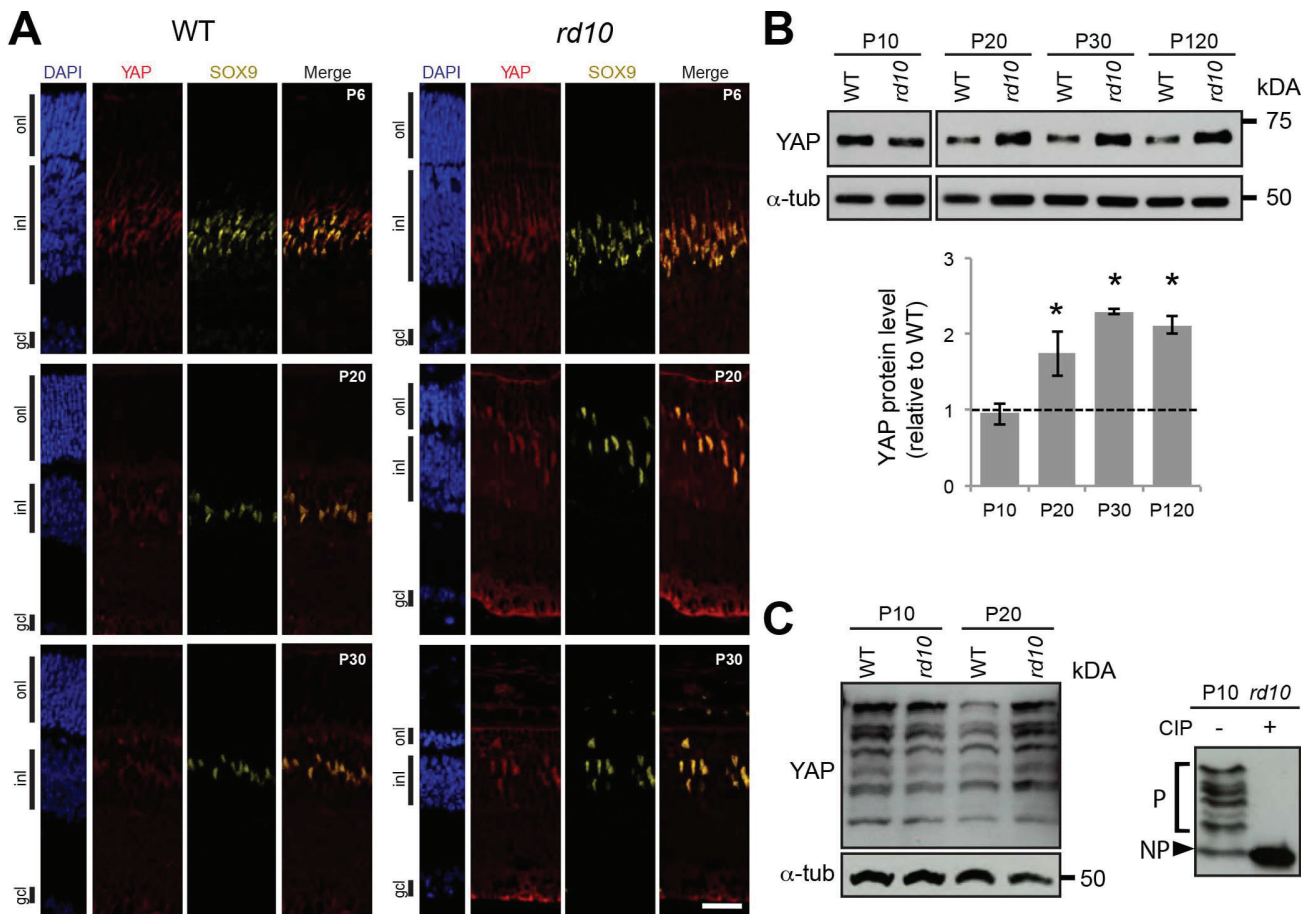 A
WT
rd10
DAPI YAP SOX9 Merge
DAPI YAP SOX9 Merge
P6
P6
onl
inl
gcl
onl
inl
gcl
P20
P20
onl
inl
gcl
onl
inl
gcl
P30
P30
onl
inl
gcl
onl
inl
gcl
B
P10 P20 P30 P120
WT rd10 WT rd10 WT rd10 WT rd10
kDA
YAP
75
α-tub
50
YAP protein level
(relative to WT)
3
2
1
0
* * *
P10 P20 P30 P120
C
P10 P20
WT rd10 WT rd10
kDA
YAP
α-tub
50
P10 rd10
CIP - +
P
NP